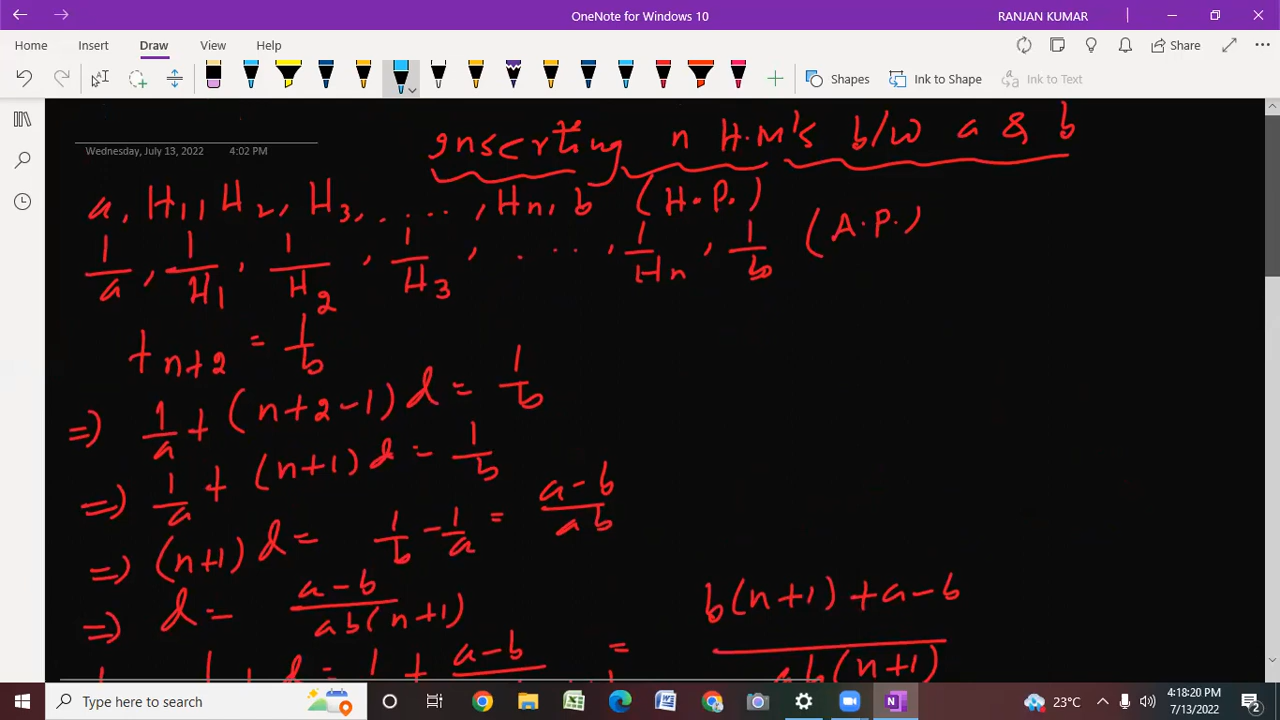 OneNote for Windows 10
RANJAN KUMAR
Home Insert Draw View Help
Share
Shapes
Ink to Shape
Ink to Text
Inserting n H.M's b/w a & b
Wednesday, July 13, 2022 4:02 PM
a, H1, H2, H3, ....., Hn, b (H.P.)
1/a, 1/H1, 1/H2, 1/H3, ...., 1/Hn, 1/b (A.P.)
tn+2 = 1/b
=) 1/a + (n+2-1) d = 1/b
=) 1/a + (n+1) d = 1/b
=) (n+1) d = 1/b - 1/a = a-b/ab
=) d = a-b/ab(n+1)
b(n+1)+a-b/ab(n+1)
+ d = 1 + a-b =
Type here to search
23°C
4:18:20 PM
7/13/2022